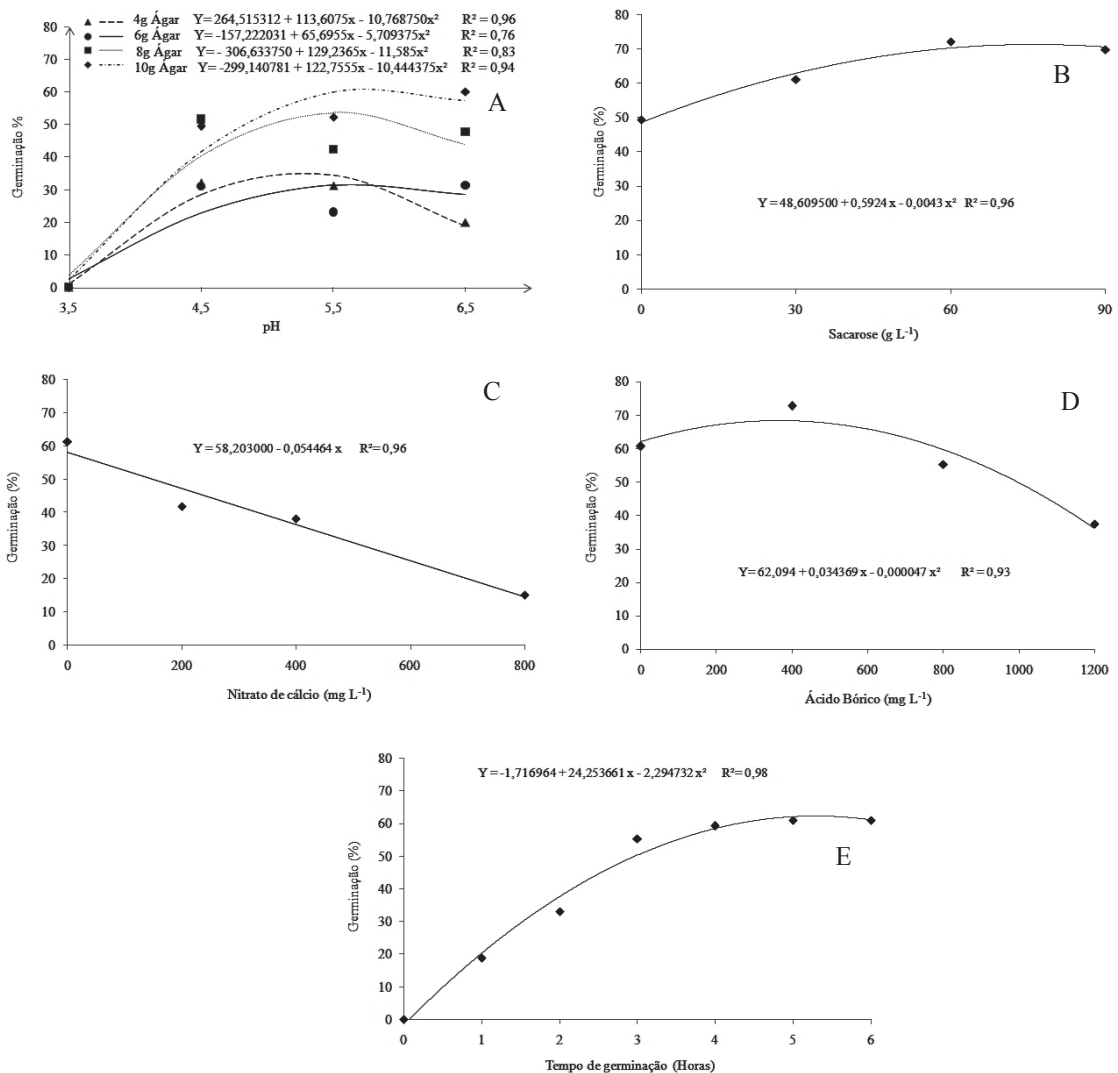 4g Ágar Y=264,515312 + 113,6075x - 10,768750x² R² = 0,96
6g Ágar Y=-157,222031 + 65,6955x - 5,709375x² R² = 0,76
8g Ágar Y= - 306,633750 + 129,2365x - 11,585x² R² = 0,83
10g Ágar Y=-299,140781 + 122,7555x - 10,444375x² R² = 0,94
A
Germinação %
80
70
60
50
40
30
20
10
0
3,5 4,5 5,5 6,5
pH
B
Germinação (%)
80
70
60
50
40
30
20
10
0
Y = 48,609500 + 0,5924 x - 0,0043 x² R² = 0,96
0 30 60 90
Sacarose (g L⁻¹)
C
Germinação (%)
80
70
60
50
40
30
20
10
0
Y = 58,203000 - 0,054464 x R²=0,96
0 200 400 600 800
Nitrato de cálcio (mg L⁻¹)
D
Germinação (%)
80
70
60
50
40
30
20
10
0
Y= 62,094 + 0,034369 x - 0,000047 x² R² = 0,93
0 200 400 600 800 1000 1200
Ácido Bórico (mg L⁻¹)
Y = -1,716964 + 24,253661 x - 2,294732 x² R²= 0,98
E
Germinação (%)
80
70
60
50
40
30
20
10
0
0 1 2 3 4 5 6
Tempo de germinação (Horas)